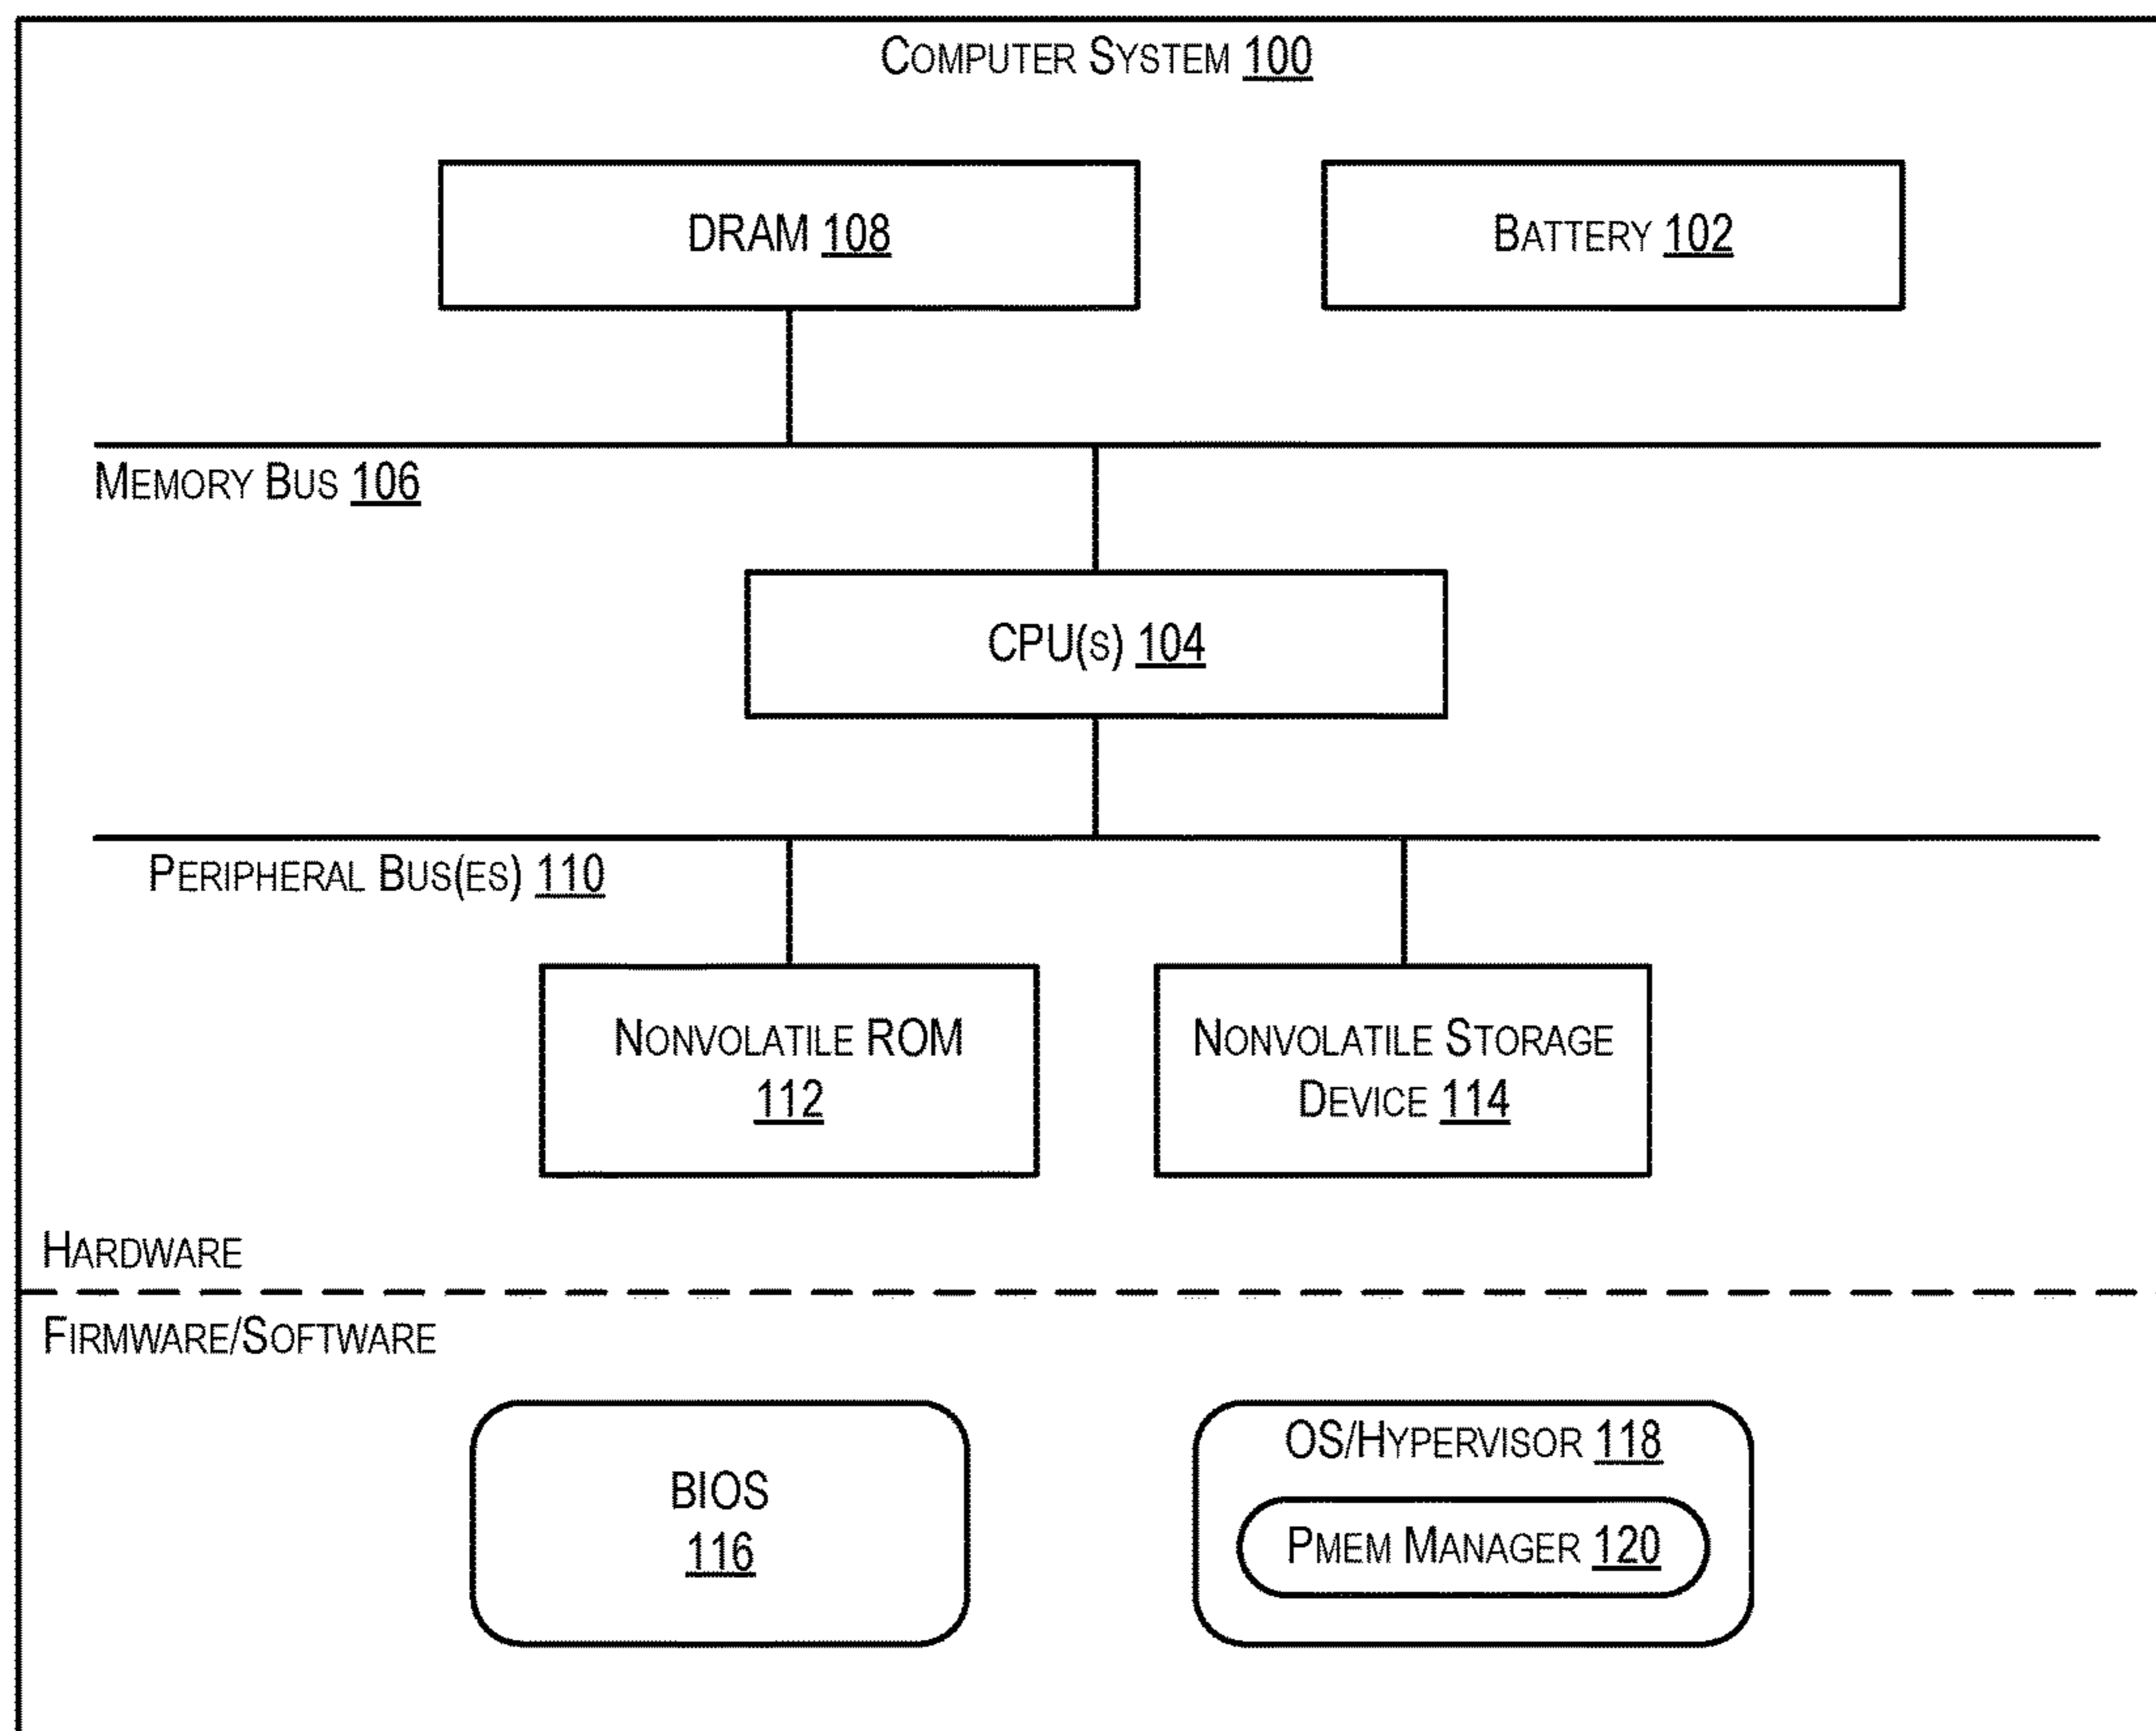 Computer System 100
DRAM 108
Battery 102
Memory Bus 106
CPU(s) 104
Peripheral Bus(es) 110
Nonvolatile ROM
112
Nonvolatile Storage
Device 114
Hardware
Firmware/Software
BIOS
116
OS/Hypervisor 118
Pmem Manager 120